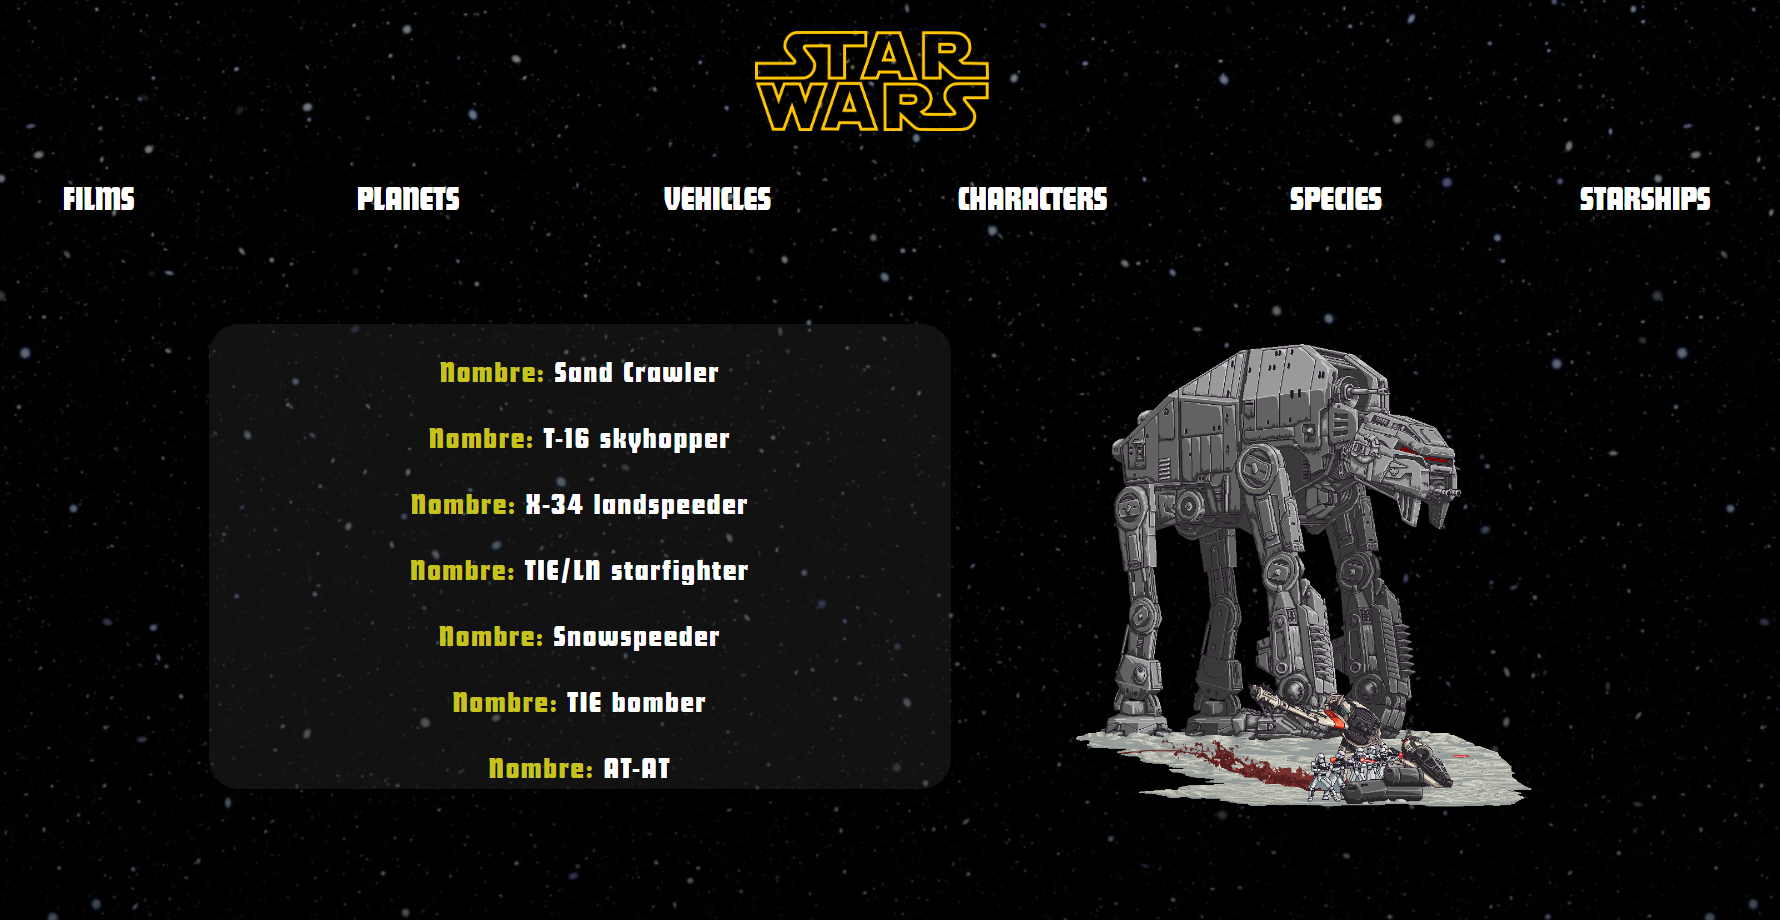 STAR
WARS
FILMS PLANETS VEHICLES CHARACTERS SPECIES STARSHIPS
Nombre: Sand Crawler
Nombre: T-16 skyhopper
Nombre: X-34 landspeeder
Nombre: TIE/LN starfighter
Nombre: Snowspeeder
Nombre: TIE bomber
Nombre: AT-AT